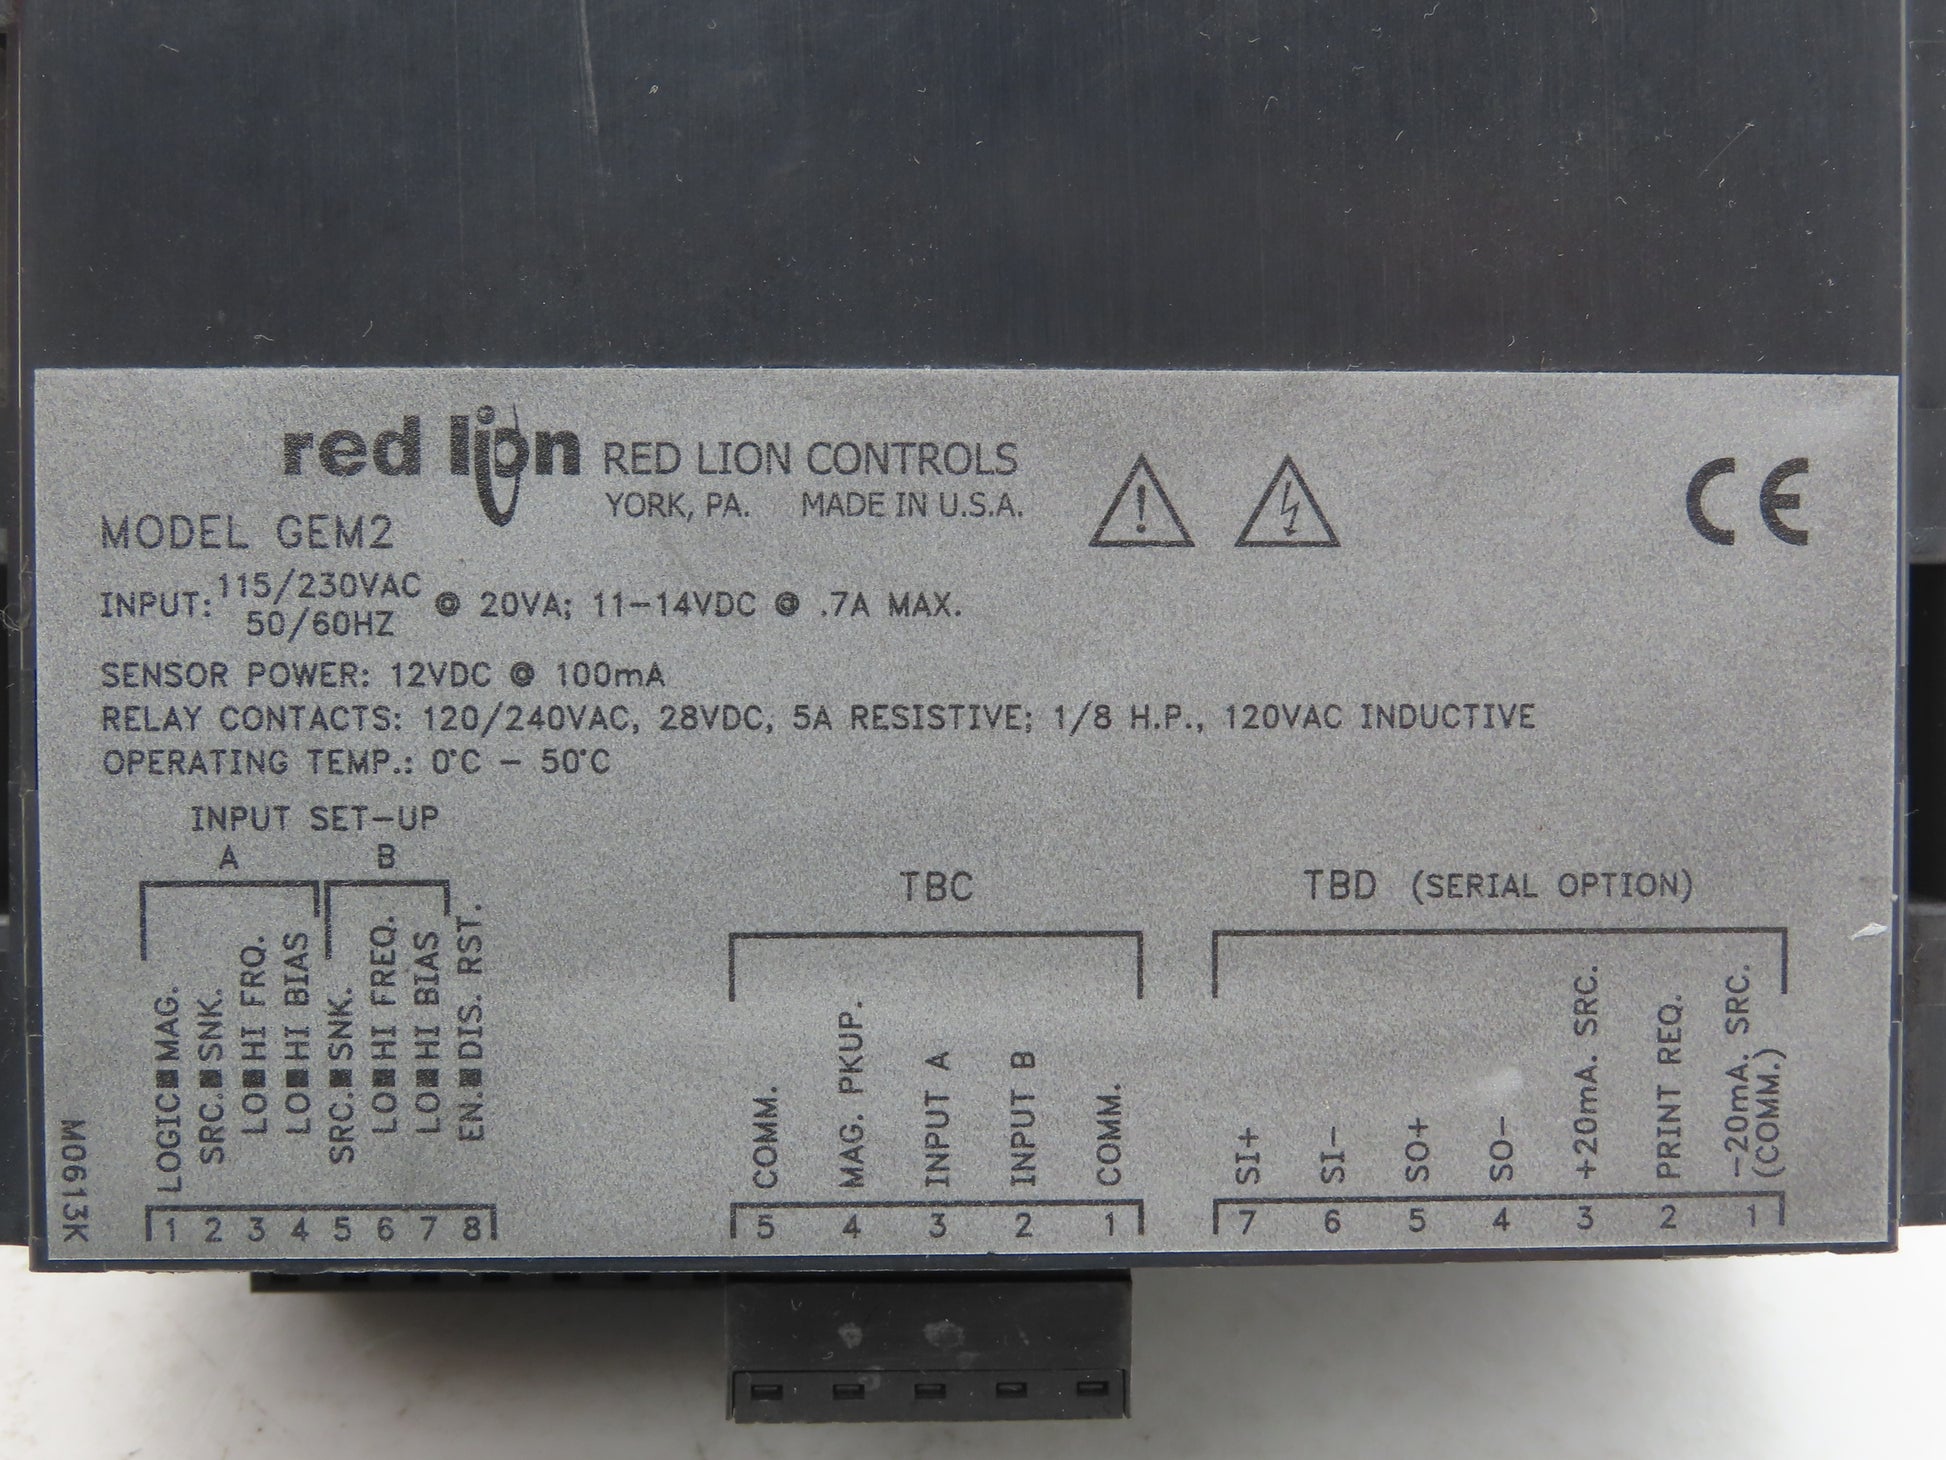 red lion RED LION CONTROLS
YORK, PA. MADE IN U.S.A.
CE
MODEL GEM2
INPUT: 115/230VAC 50/60HZ @ 20VA; 11-14VDC @ .7A MAX.
SENSOR POWER: 12VDC @ 100mA
RELAY CONTACTS: 120/240VAC, 28VDC, 5A RESISTIVE; 1/8 H.P., 120VAC INDUCTIVE
OPERATING TEMP.: 0°C - 50°C
INPUT SET-UP
A B
LOGIC■MAG.
SRC.■SNK.
LO■HI FRQ.
LO■HI BIAS
SRC.■SNK.
LO■HI FREQ.
LO■HI BIAS
EN.■DIS. RST.
1 2 3 4 5 6 7 8
TBC
COMM.
MAG. PKUP.
INPUT A
INPUT B
COMM.
5 4 3 2 1
TBD (SERIAL OPTION)
SI+
SI-
SO+
SO-
+20mA. SRC.
PRINT REQ.
-20mA. SRC.
(COMM.)
7 6 5 4 3 2 1
M0613K